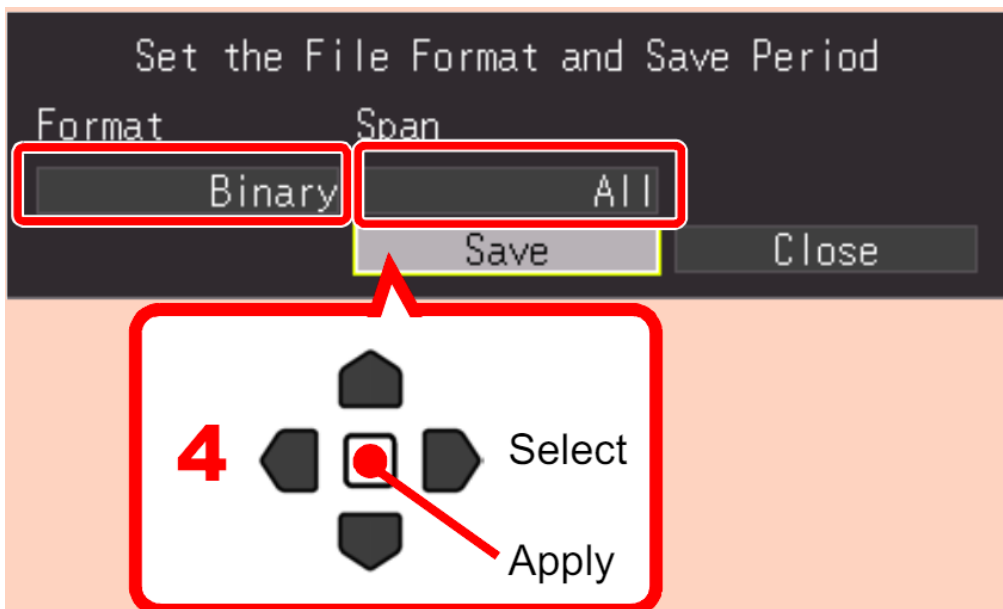 Set the File Format and Save Period
Format Span
Binary All
Save Close
4 Select
Apply